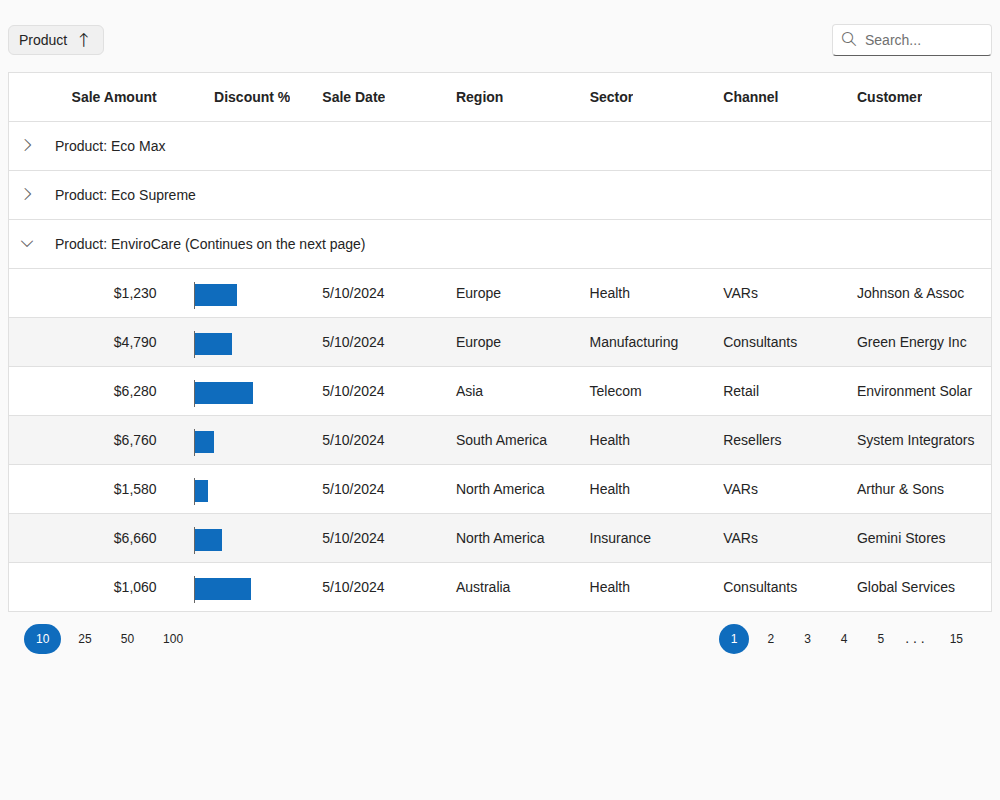 Product
Search...
Sale Amount Discount % Sale Date Region Sector Channel Customer
Product: Eco Max
Product: Eco Supreme
Product: EnviroCare (Continues on the next page)
$1,230 5/10/2024 Europe Health VARs Johnson & Assoc
$4,790 5/10/2024 Europe Manufacturing Consultants Green Energy Inc
$6,280 5/10/2024 Asia Telecom Retail Environment Solar
$6,760 5/10/2024 South America Health Resellers System Integrators
$1,580 5/10/2024 North America Health VARs Arthur & Sons
$6,660 5/10/2024 North America Insurance VARs Gemini Stores
$1,060 5/10/2024 Australia Health Consultants Global Services
10 25 50 100 1 2 3 4 5 . . . 15